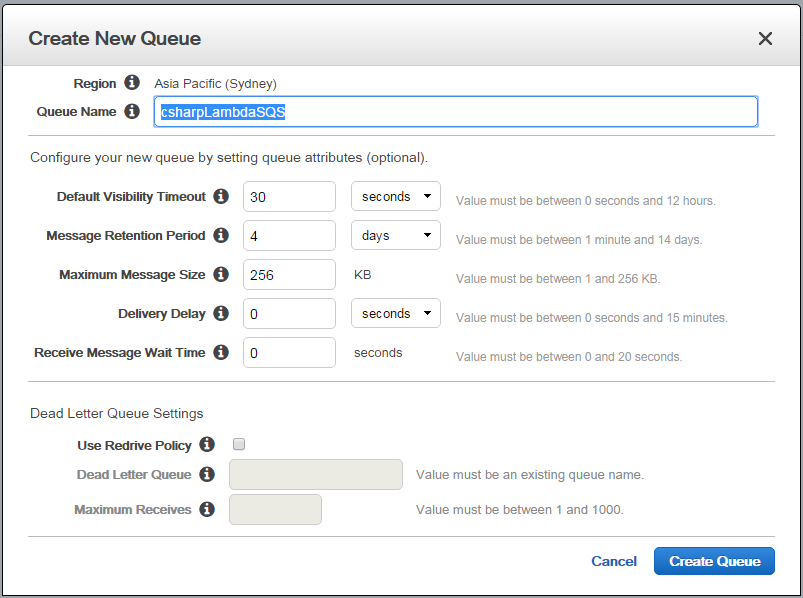 Create New Queue
Region Asia Pacific (Sydney)
Queue Name csharpLambdaSQS
Configure your new queue by setting queue attributes (optional).
Default Visibility Timeout 30 seconds Value must be between 0 seconds and 12 hours.
Message Retention Period 4 days Value must be between 1 minute and 14 days.
Maximum Message Size 256 KB Value must be between 1 and 256 KB.
Delivery Delay 0 seconds Value must be between 0 seconds and 15 minutes.
Receive Message Wait Time 0 seconds Value must be between 0 and 20 seconds.
Dead Letter Queue Settings
Use Redrive Policy
Dead Letter Queue Value must be an existing queue name.
Maximum Receives Value must be between 1 and 1000.
Cancel Create Queue